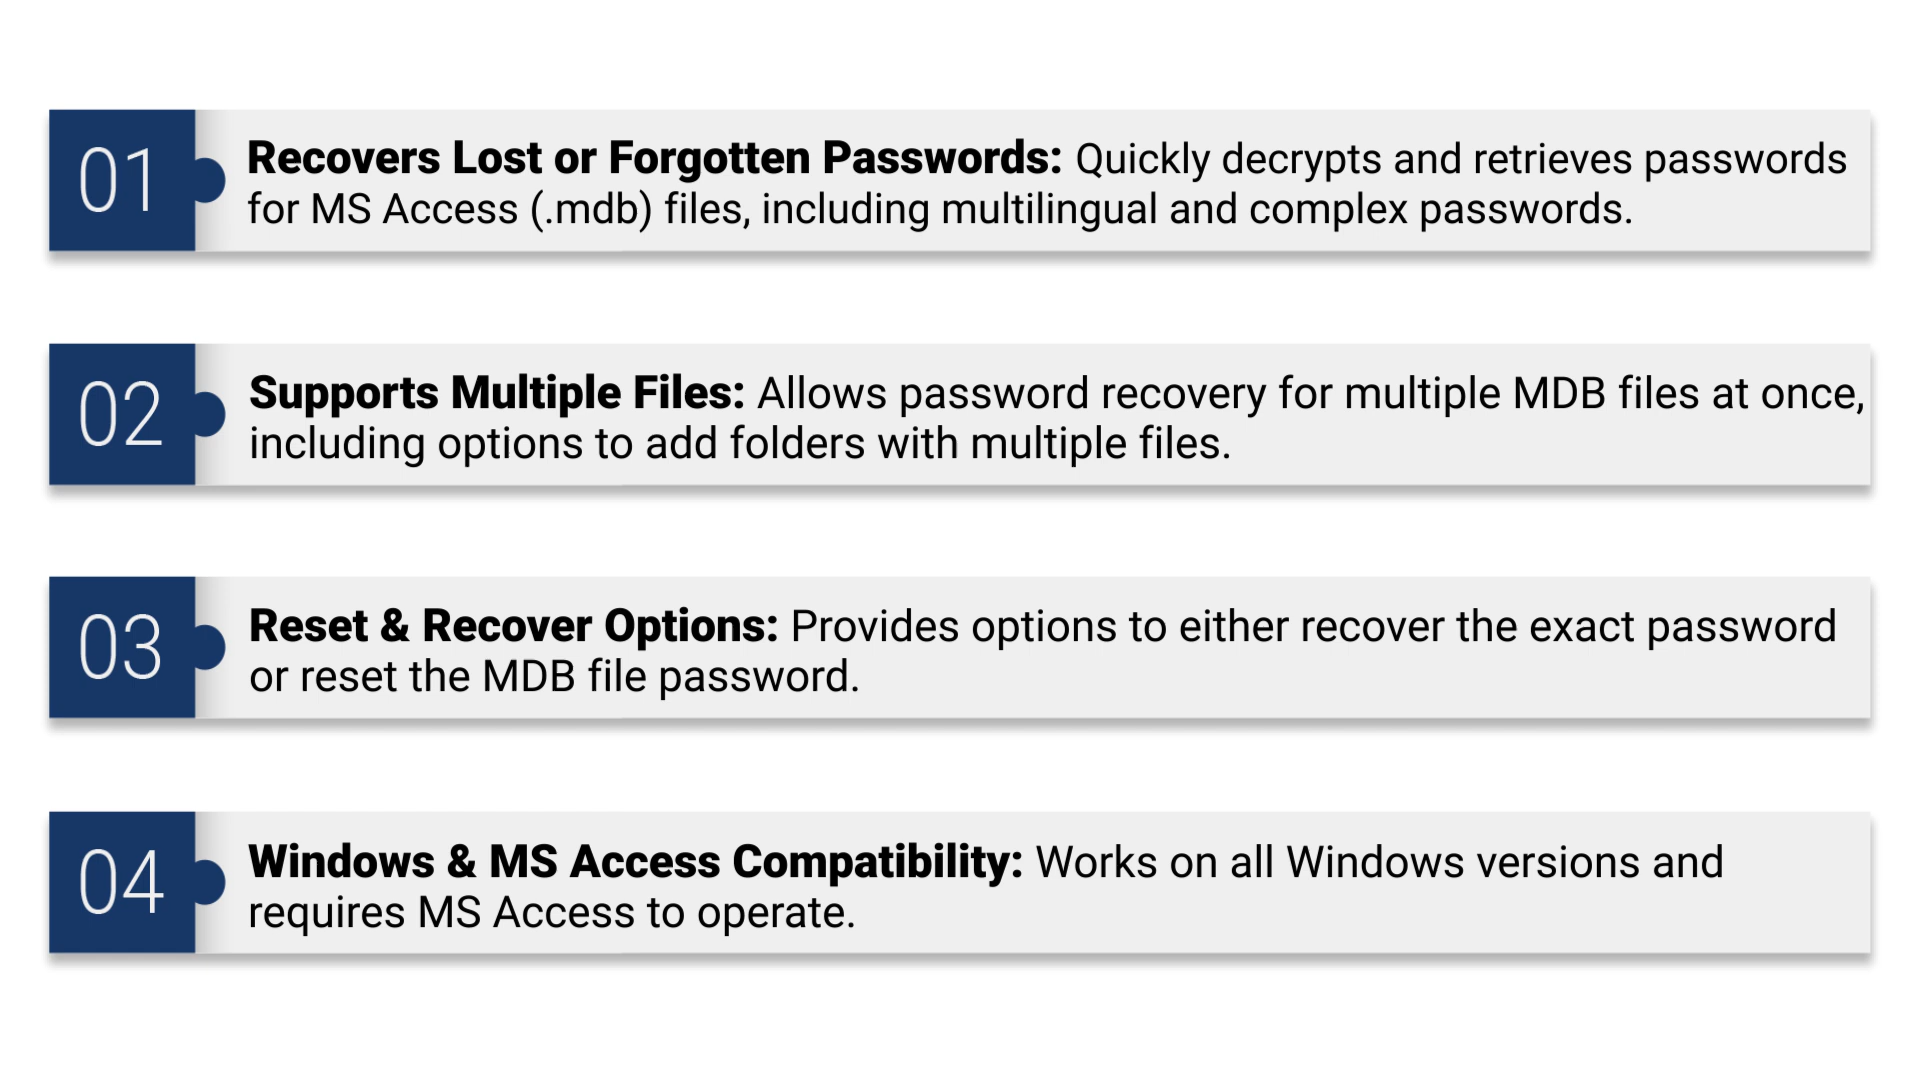 01
Recovers Lost or Forgotten Passwords: Quickly decrypts and retrieves passwords
for MS Access (.mdb) files, including multilingual and complex passwords.
02
Supports Multiple Files: Allows password recovery for multiple MDB files at once,
including options to add folders with multiple files.
03
Reset & Recover Options: Provides options to either recover the exact password
or reset the MDB file password.
04
Windows & MS Access Compatibility: Works on all Windows versions and
requires MS Access to operate.